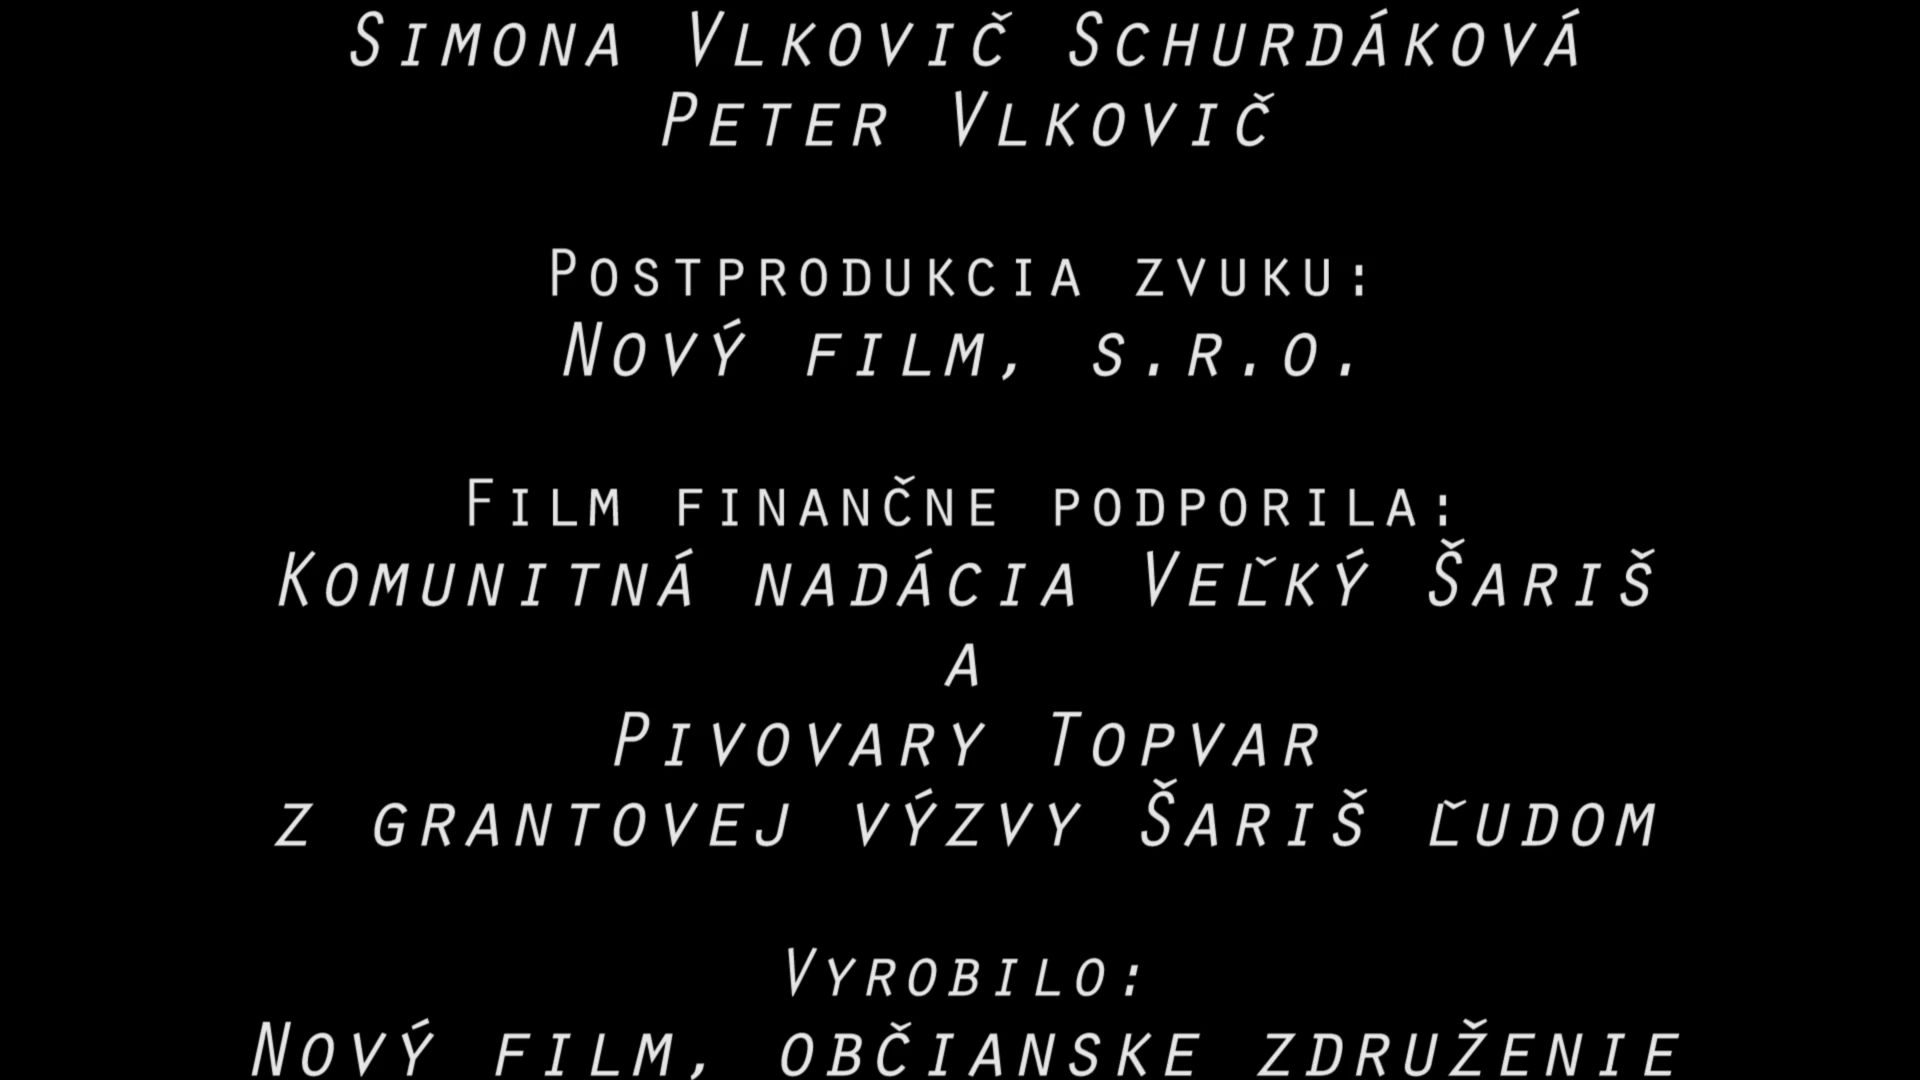 Simona Vlkovič Schurdáková
Peter Vlkovič
Postprodukcia zvuku:
Nový film, s.r.o.
Film finančne podporila:
Komunitná nadácia Veľký Šariš
a
Pivovary Topvar
z grantovej výzvy Šariš ľudom
Vyrobilo:
Nový film, občianske združenie